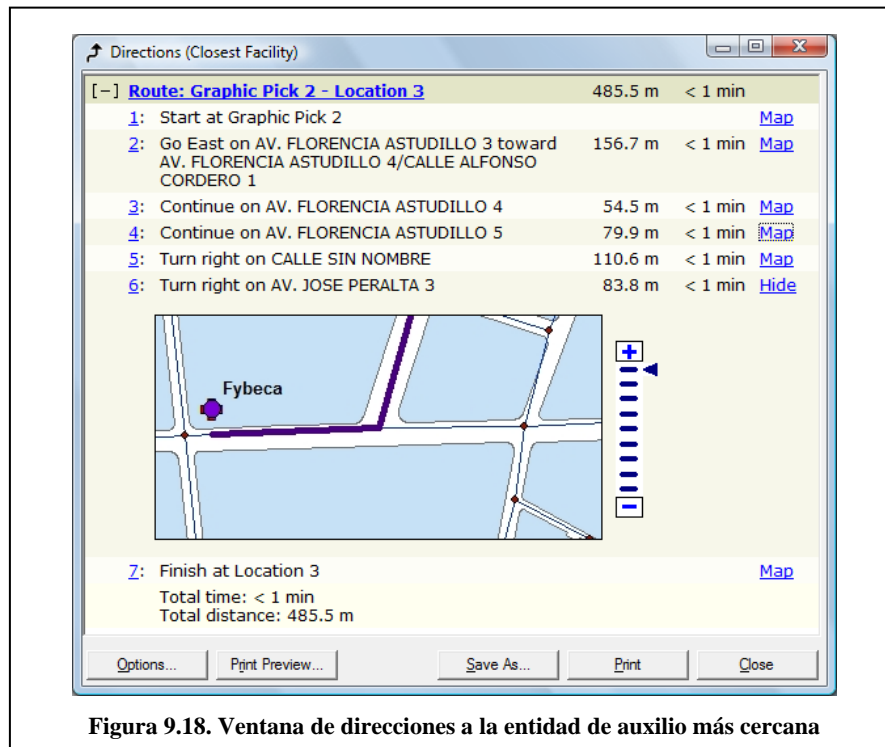 Directions (Closest Facility)
[-] Route: Graphic Pick 2 - Location 3 485.5 m < 1 min
1: Start at Graphic Pick 2 Map
2: Go East on AV. FLORENCIA ASTUDILLO 3 toward 156.7 m < 1 min Map
AV. FLORENCIA ASTUDILLO 4/CALLE ALFONSO
CORDERO 1
3: Continue on AV. FLORENCIA ASTUDILLO 4 54.5 m < 1 min Map
4: Continue on AV. FLORENCIA ASTUDILLO 5 79.9 m < 1 min Map
5: Turn right on CALLE SIN NOMBRE 110.6 m < 1 min Map
6: Turn right on AV. JOSE PERALTA 3 83.8 m < 1 min Hide
Fybeca
7: Finish at Location 3 Map
Total time: < 1 min
Total distance: 485.5 m
Options... Print Preview... Save As... Print Close
Figura 9.18. Ventana de direcciones a la entidad de auxilio más cercana